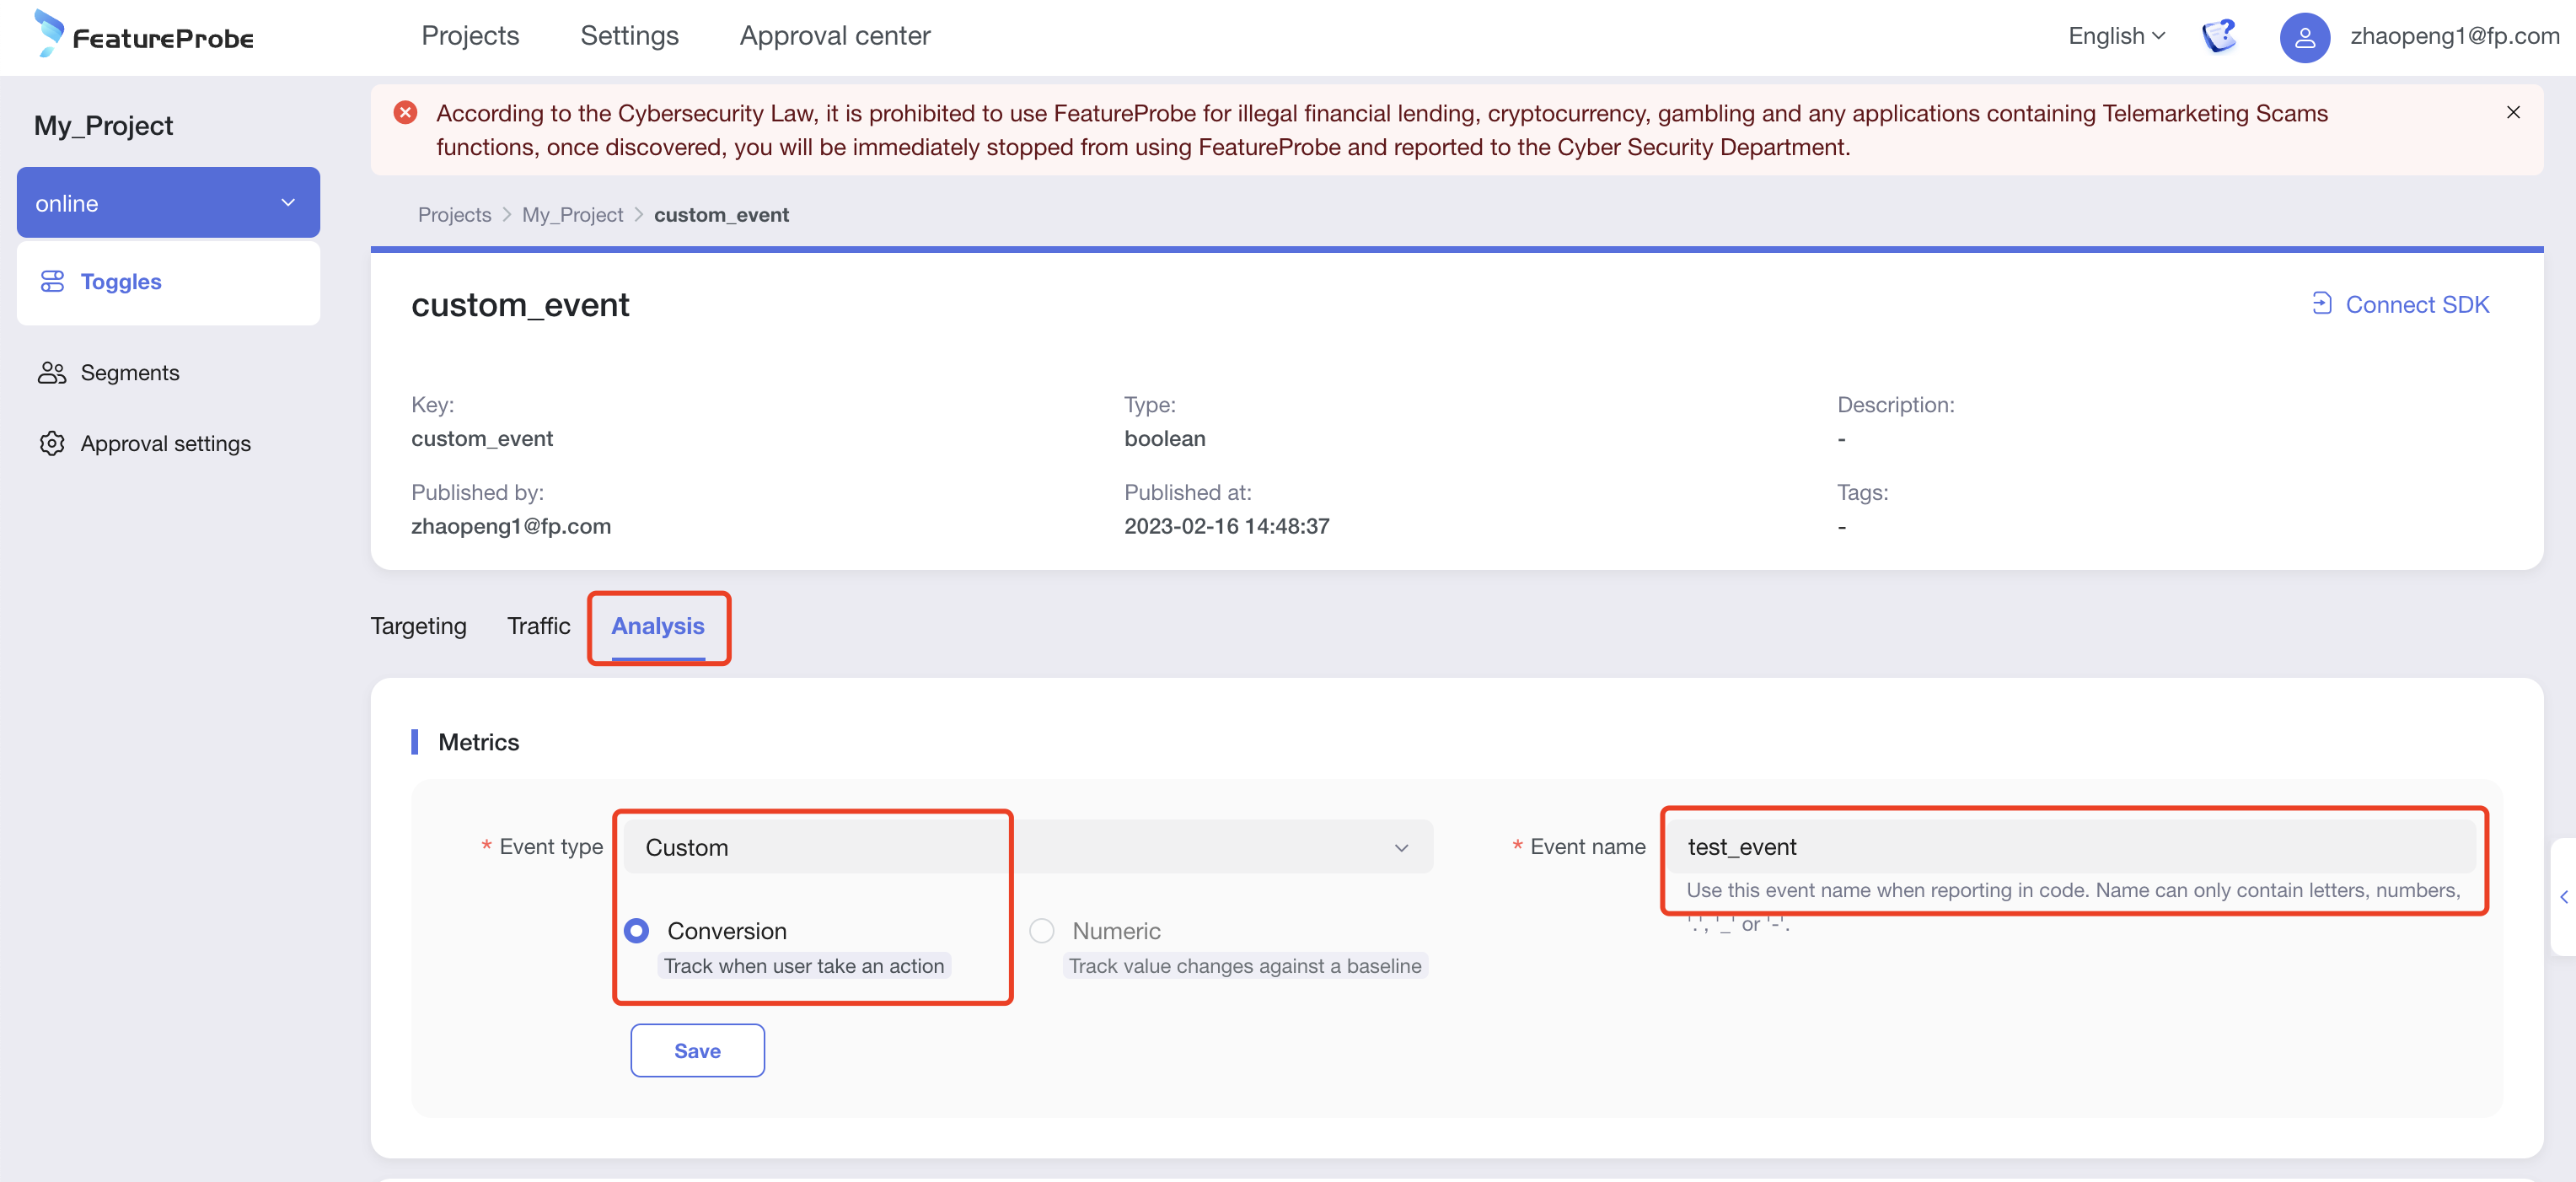 FeatureProbe
Projects
Settings
Approval center
English
zhaopeng1@fp.com
My_Project
online
Toggles
Segments
Approval settings
According to the Cybersecurity Law, it is prohibited to use FeatureProbe for illegal financial lending, cryptocurrency, gambling and any applications containing Telemarketing Scams
functions, once discovered, you will be immediately stopped from using FeatureProbe and reported to the Cyber Security Department.
Projects > My_Project > custom_event
custom_event
Connect SDK
Key:
custom_event
Type:
boolean
Description:
-
Published by:
zhaopeng1@fp.com
Published at:
2023-02-16 14:48:37
Tags:
-
Targeting
Traffic
Analysis
Metrics
* Event type
Custom
Conversion
Track when user take an action
Numeric
Track value changes against a baseline
* Event name
test_event
Use this event name when reporting in code. Name can only contain letters, numbers,
'.', '_' or '-'.
Save